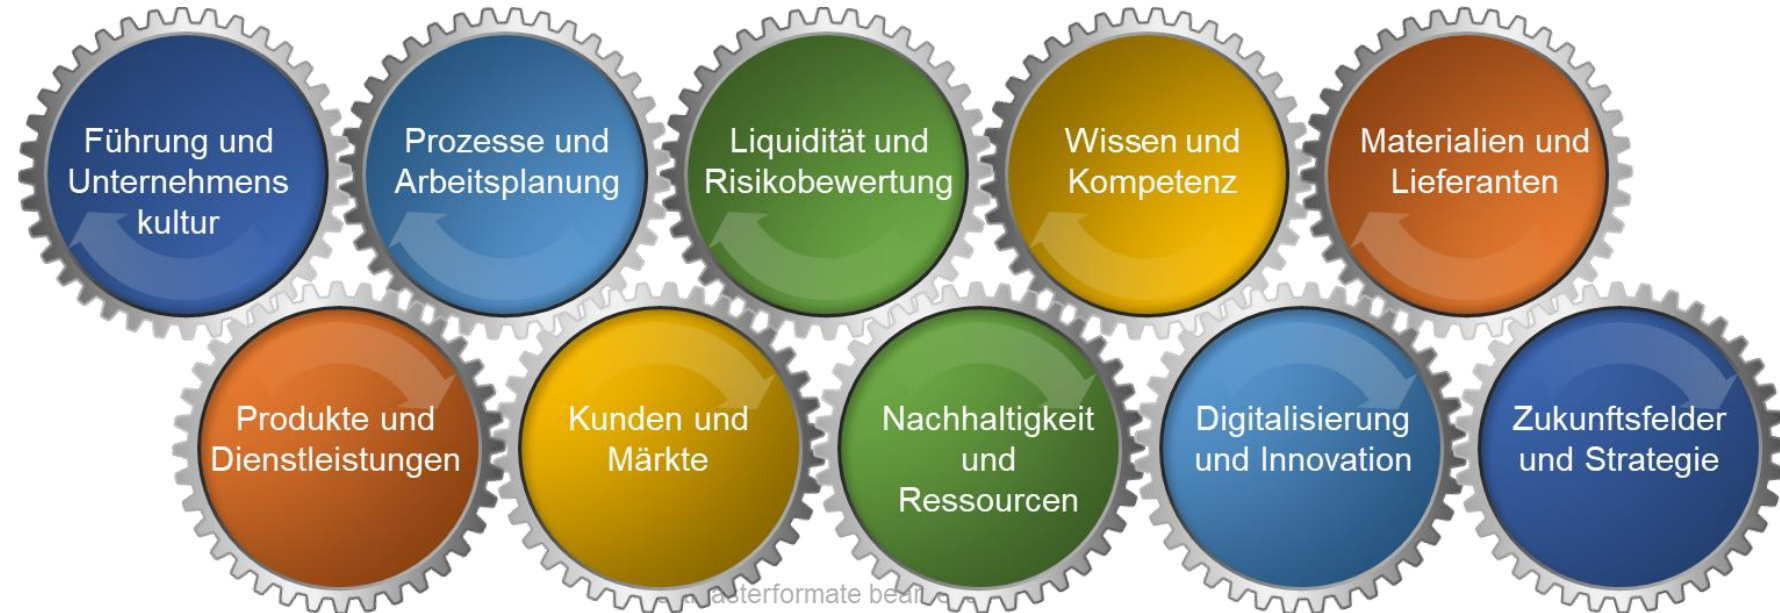 Führung und
Unternehmens
kultur
Prozesse und
Arbeitsplanung
Liquidität und
Risikobewertung
Wissen und
Kompetenz
Materialien und
Lieferanten
Produkte und
Dienstleistungen
Kunden und
Märkte
Nachhaltigkeit
und
Ressourcen
Digitalisierung
und Innovation
Zukunftsfelder
und Strategie